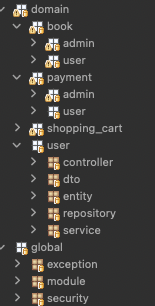 domain
book
admin
user
payment
admin
user
shopping_cart
user
controller
dto
entity
repository
service
global
exception
module
security